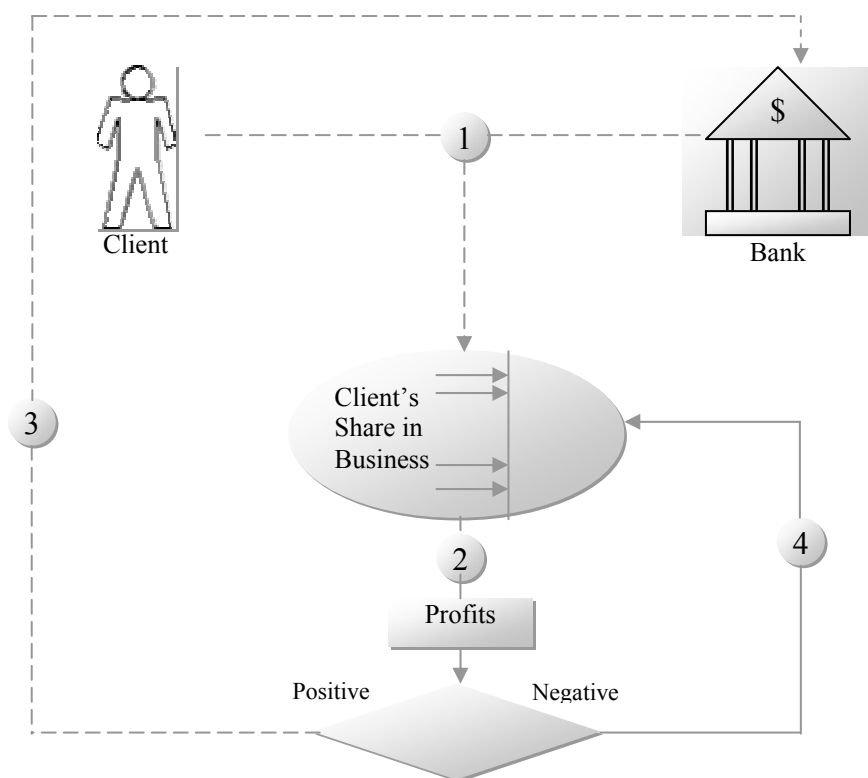 $
1
Client
Bank
Client’s
Share in
Business
3
2
4
Profits
Positive
Negative